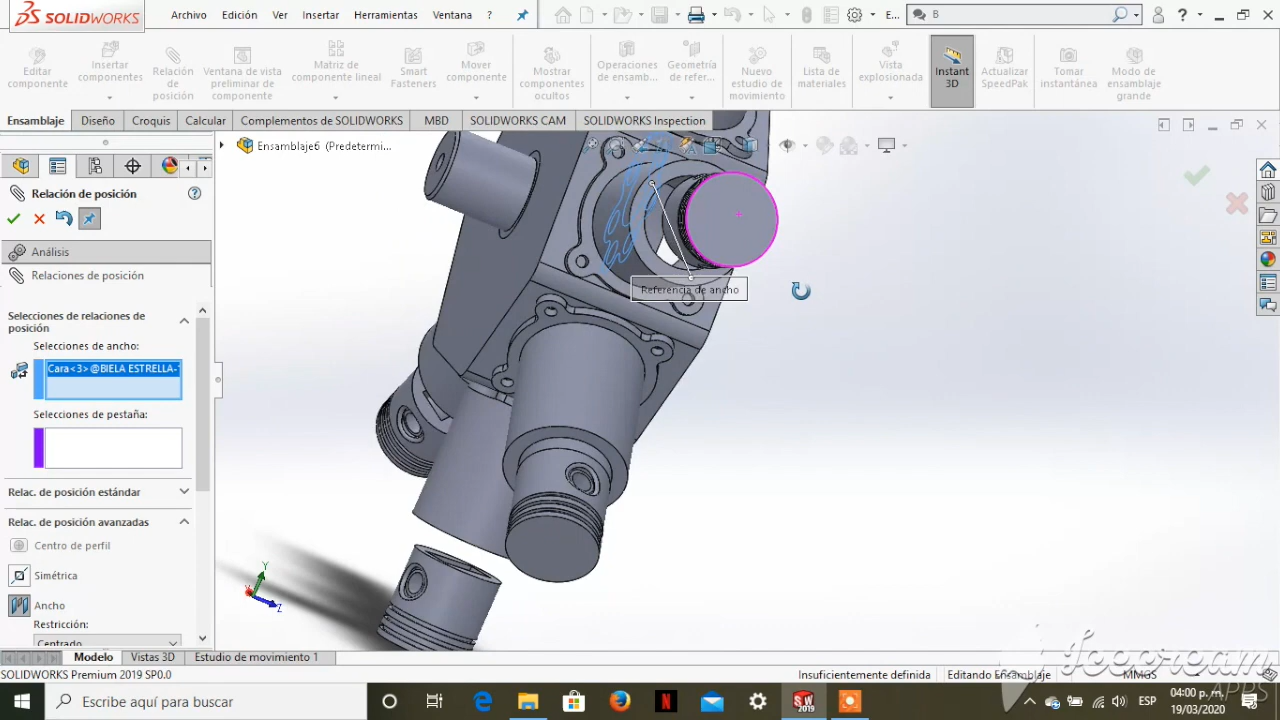 SOLIDWORKS
Archivo Edición Ver Insertar Herramientas Ventana
E... B
Editar componente
Insertar componentes
Relación de posición
Ventana de vista preliminar de componente
Matriz de componente lineal
Smart Fasteners
Mover componente
Mostrar componentes ocultos
Operaciones de ensamb...
Geometría de refer...
Nuevo estudio de movimiento
Lista de materiales
Vista explosionada
Instant 3D
Actualizar SpeedPak
Tomar instantánea
Modo de ensamblaje grande
Ensamblaje Diseño Croquis Calcular Complementos de SOLIDWORKS MBD SOLIDWORKS CAM SOLIDWORKS Inspection
Ensamblaje6 (Predetermi...
Relación de posición
Análisis
Relaciones de posición
Selecciones de relaciones de
posición
Selecciones de ancho:
Cara<3>@BIELA ESTRELLA-1
Selecciones de pestaña:
Relac. de posición estándar
Relac. de posición avanzadas
Centro de perfil
Simétrica
Ancho
Restricción:
Centrado
Referencia de ancho
Y
Z
Modelo Vistas 3D Estudio de movimiento 1
SOLIDWORKS Premium 2019 SP0.0
Insuficientemente definida Editando Ensamblaje MMGS
Icecream
APPS
Escribe aquí para buscar
SW
2019
ESP
04:00 p. m.
19/03/2020